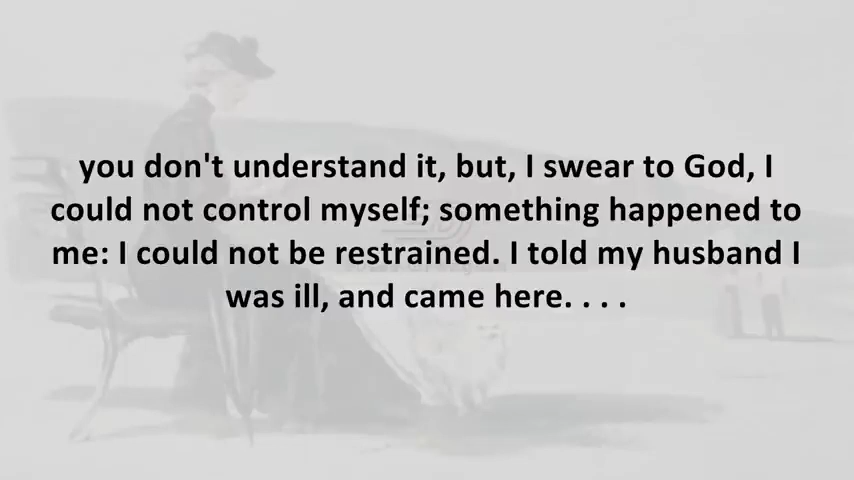 you don't understand it, but, I swear to God, I
could not control myself; something happened to
me: I could not be restrained. I told my husband I
was ill, and came here. . . .